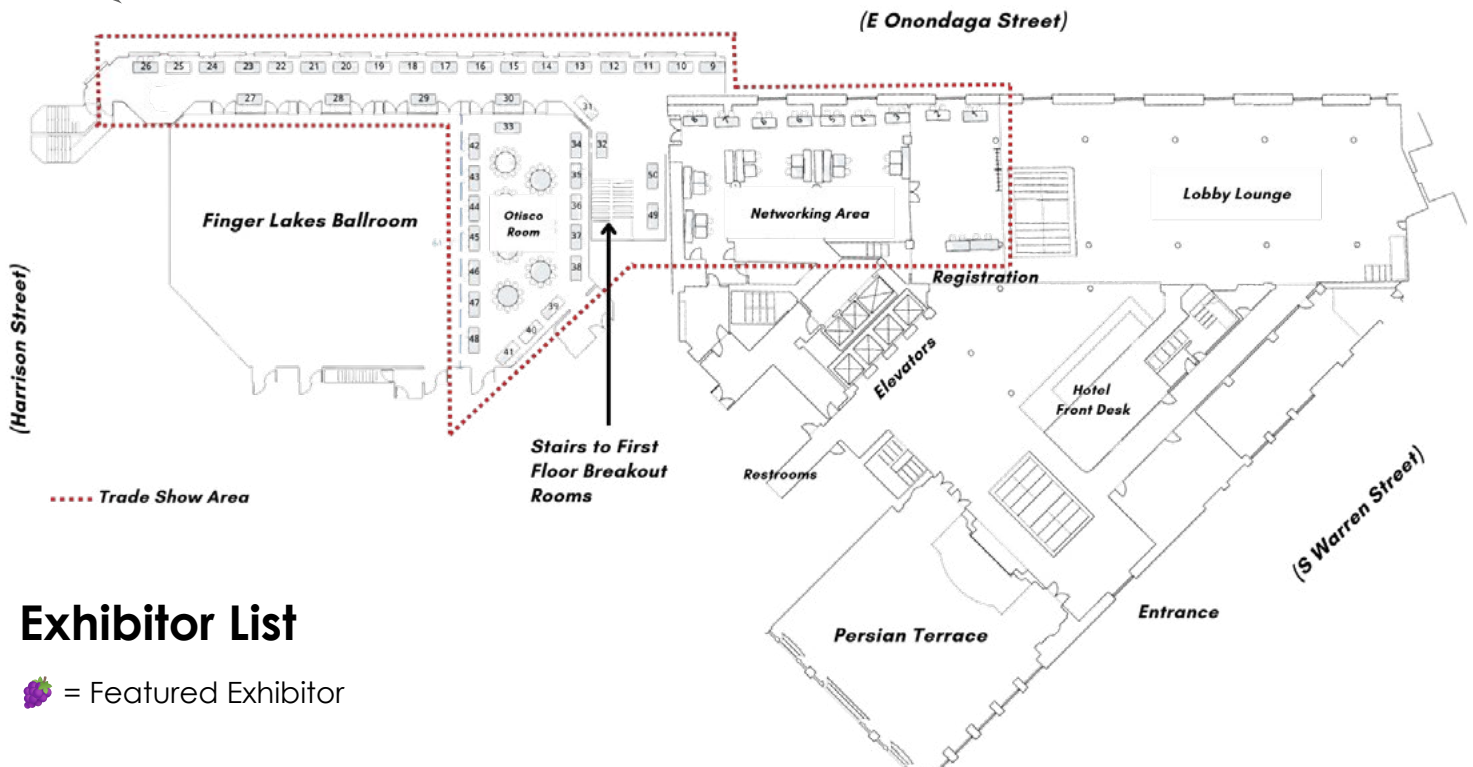 (E Onondaga Street)
26 25 24 23 22 21 20 19 18 17 16 15 14 13 12 11 10 9
27 28 29 30 31
33
42 34 32
43 35 50
44 36 49
45 37
46 38
47 39
48 40
41
Finger Lakes Ballroom
Otisco
Room
Networking Area
Lobby Lounge
Registration
(Harrison Street)
Elevators
Hotel
Front Desk
Stairs to First
Floor Breakout
Rooms
Restrooms
Trade Show Area
(S Warren Street)
Entrance
Persian Terrace
Exhibitor List
= Featured Exhibitor